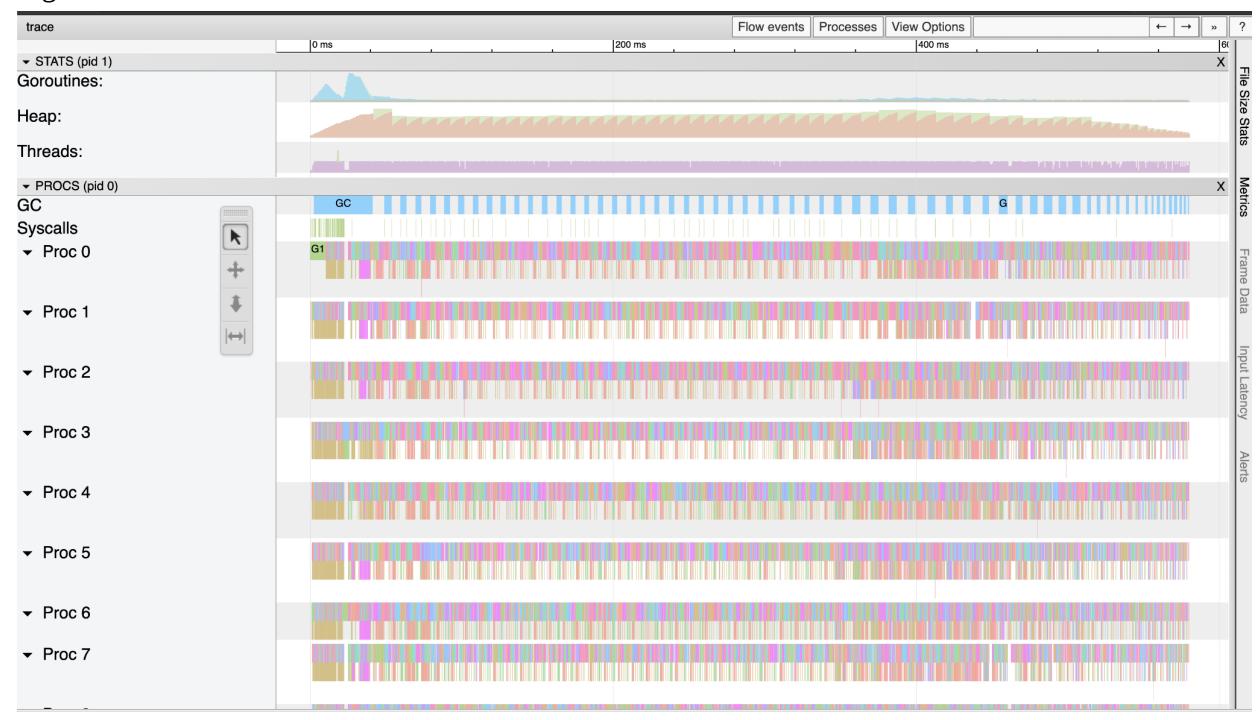 trace Flow events Processes View Options ← → » ?
0 ms 200 ms 400 ms
STATS (pid 1) X
Goroutines:
Heap:
Threads:
PROCS (pid 0) X
GC GC G
Syscalls
Proc 0 G1
Proc 1
Proc 2
Proc 3
Proc 4
Proc 5
Proc 6
Proc 7
File Size Stats
Metrics
Frame Data
Input Latency
Alerts